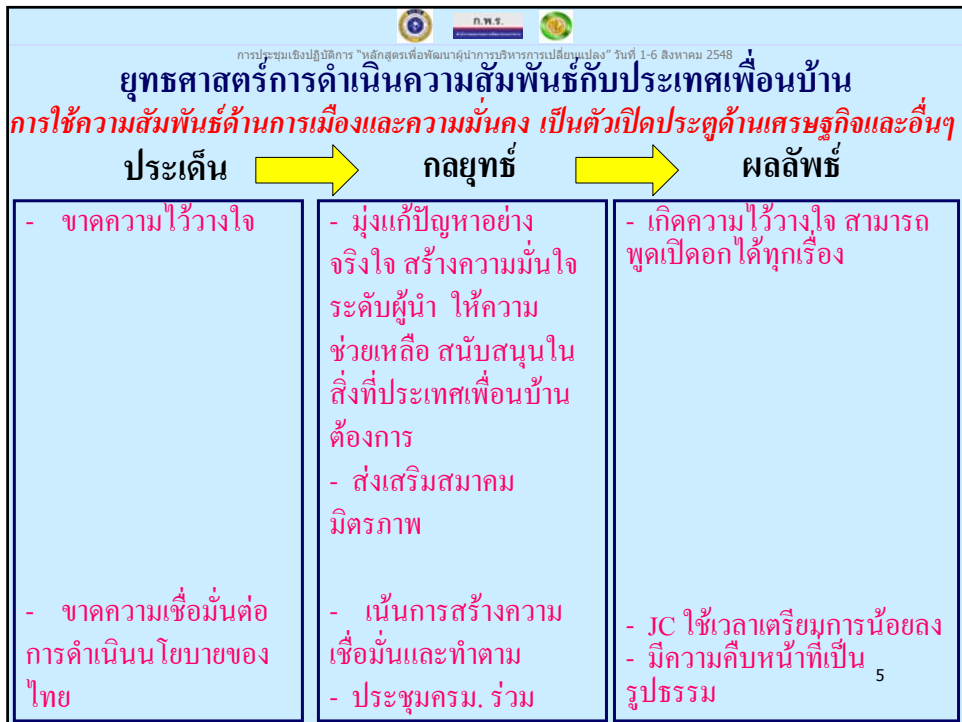 ก.พ.ร.
การประชุมเชิงปฏิบัติการ "หลักสูตรเพื่อพัฒนาผู้นำการบริหารการเปลี่ยนแปลง" วันที่ 1-6 สิงหาคม 2548
ยุทธศาสตร์การดำเนินความสัมพันธ์กับประเทศเพื่อนบ้าน
การใช้ความสัมพันธ์ด้านการเมืองและความมั่นคง เป็นตัวเปิดประตูด้านเศรษฐกิจและอื่นๆ
ประเด็น
กลยุทธ์
ผลลัพธ์
- ขาดความไว้วางใจ
- ขาดความเชื่อมั่นต่อ
การดำเนินนโยบายของ
ไทย
- มุ่งแก้ปัญหาอย่าง
จริงใจ สร้างความมั่นใจ
ระดับผู้นำ ให้ความ
ช่วยเหลือ สนับสนุนใน
สิ่งที่ประเทศเพื่อนบ้าน
ต้องการ
- ส่งเสริมสมาคม
มิตรภาพ
- เน้นการสร้างความ
เชื่อมั่นและทำตาม
- ประชุมครม. ร่วม
- เกิดความไว้วางใจ สามารถ
พูดเปิดอกได้ทุกเรื่อง
- JC ใช้เวลาเตรียมการน้อยลง
- มีความคืบหน้าที่เป็น
รูปธรรม
5